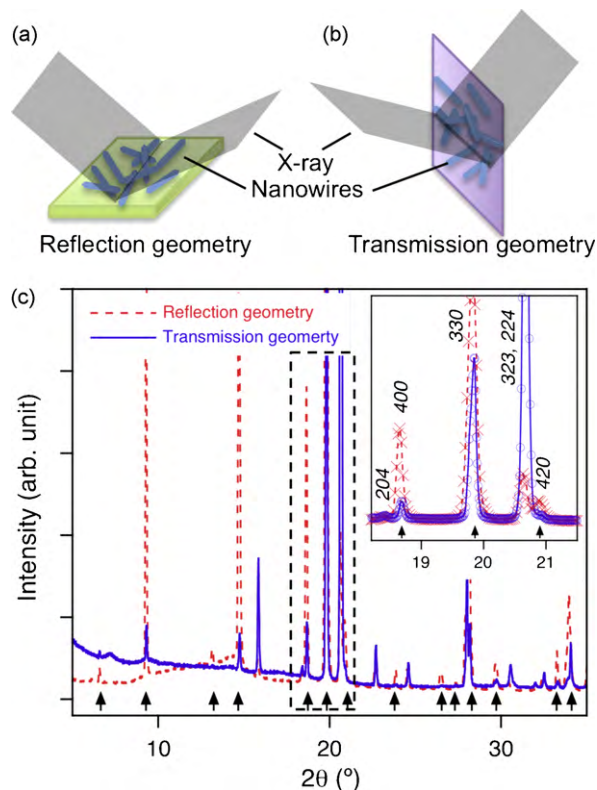 (a)
(b)
X-ray
Nanowires
Reflection geometry
Transmission geometry
(c)
Reflection geometry
Transmission geomerty
Intensity (arb. unit)
204
400
330
323, 224
420
19
20
21
10
20
30
2θ (º)